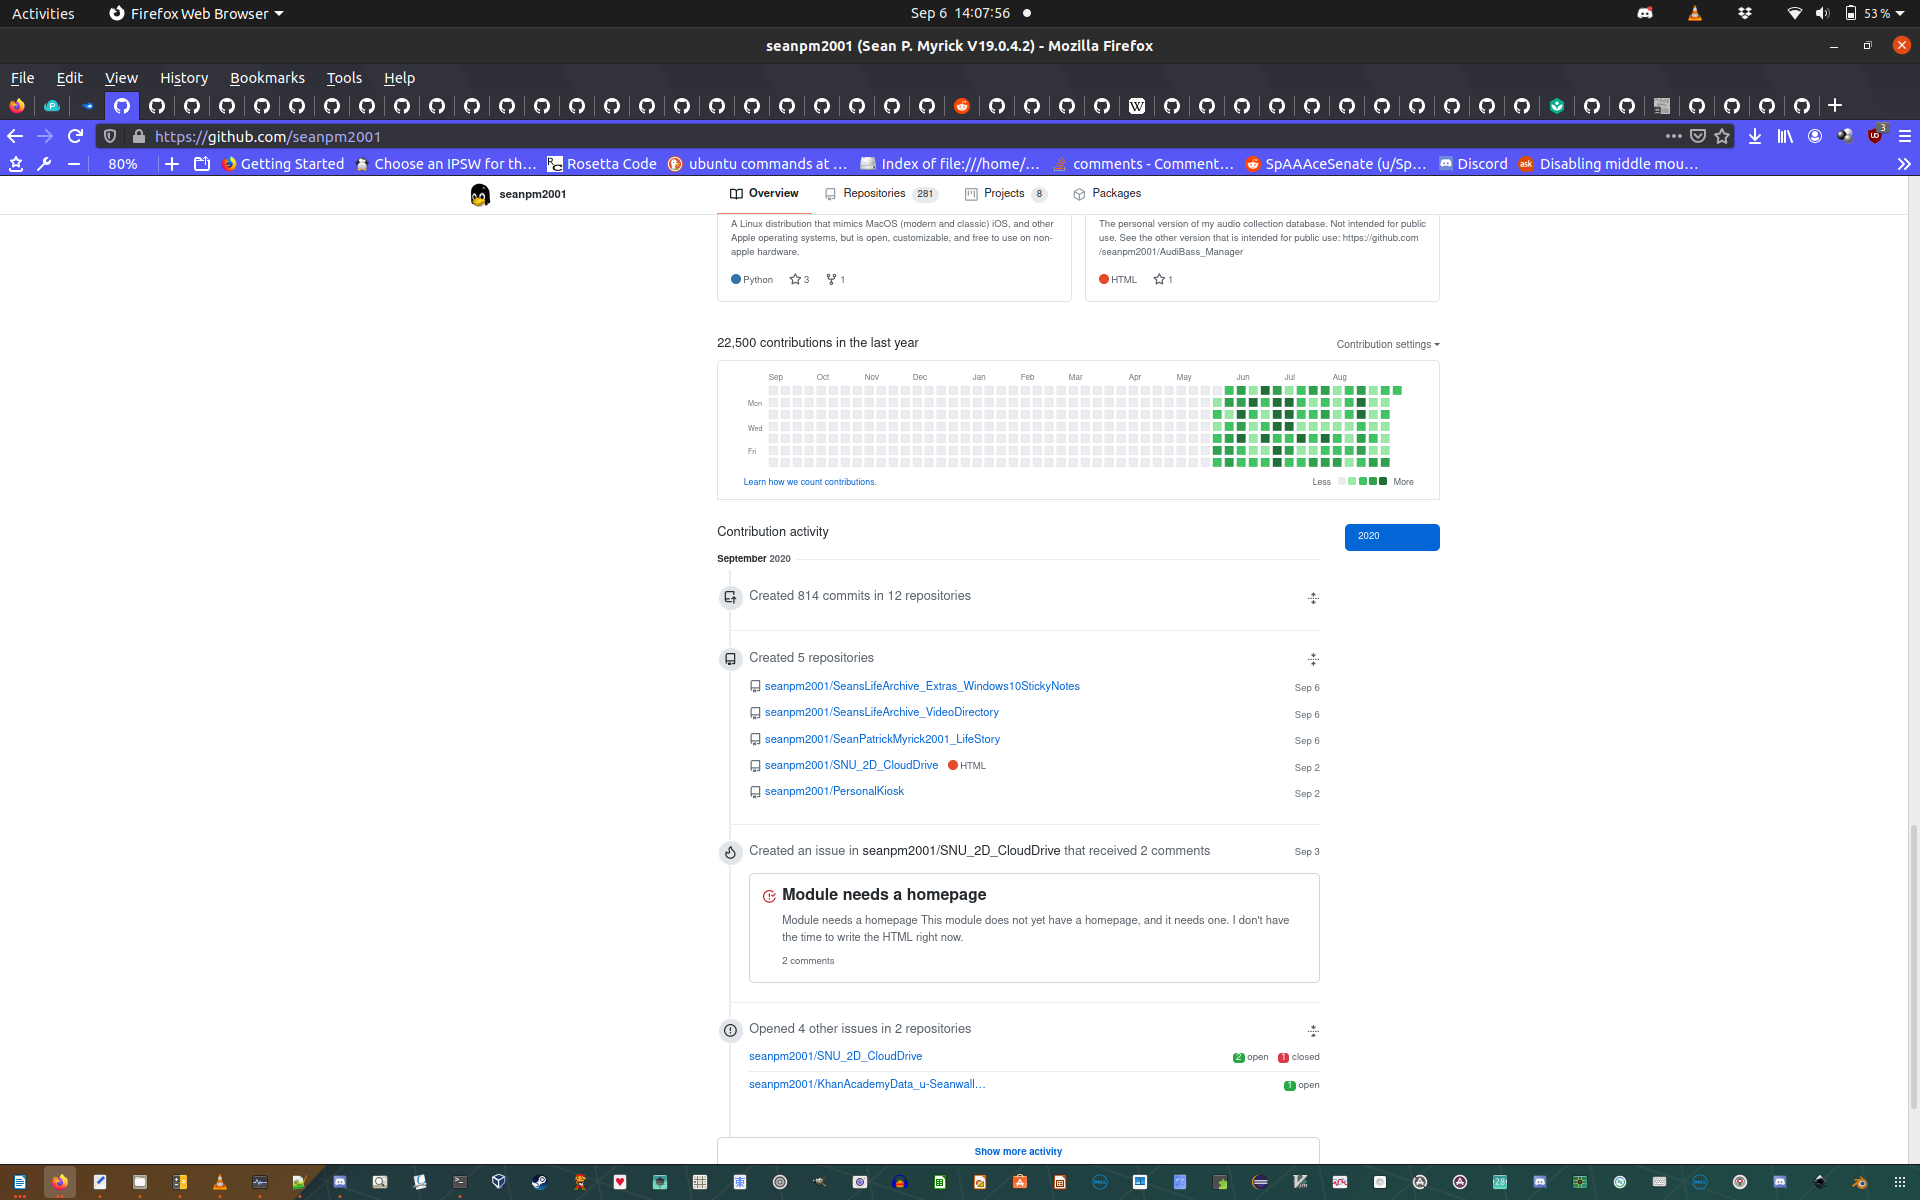 Activities Firefox Web Browser Sep 6 14:07:56 53 %
seanpm2001 (Sean P. Myrick V19.0.4.2) - Mozilla Firefox
File Edit View History Bookmarks Tools Help
https://github.com/seanpm2001 3
80% Getting Started Choose an IPSW for th… Rosetta Code ubuntu commands at … Index of file:///home/… comments - Comment… SpAAAceSenate (u/Sp… Discord Disabling middle mou…
seanpm2001 Overview Repositories 281 Projects 8 Packages
A Linux distribution that mimics MacOS (modern and classic) iOS, and other
Apple operating systems, but is open, customizable, and free to use on non-
apple hardware.
Python 3 1
The personal version of my audio collection database. Not intended for public
use. See the other version that is intended for public use: https://github.com
/seanpm2001/AudiBass_Manager
HTML 1
22,500 contributions in the last year Contribution settings
Sep Oct Nov Dec Jan Feb Mar Apr May Jun Jul Aug
Mon
Wed
Fri
Learn how we count contributions. Less More
Contribution activity 2020
September 2020
Created 814 commits in 12 repositories
Created 5 repositories
seanpm2001/SeansLifeArchive_Extras_Windows10StickyNotes Sep 6
seanpm2001/SeansLifeArchive_VideoDirectory Sep 6
seanpm2001/SeanPatrickMyrick2001_LifeStory Sep 6
seanpm2001/SNU_2D_CloudDrive HTML Sep 2
seanpm2001/PersonalKiosk Sep 2
Created an issue in seanpm2001/SNU_2D_CloudDrive that received 2 comments Sep 3
Module needs a homepage
Module needs a homepage This module does not yet have a homepage, and it needs one. I don't have
the time to write the HTML right now.
2 comments
Opened 4 other issues in 2 repositories
seanpm2001/SNU_2D_CloudDrive 2 open 1 closed
seanpm2001/KhanAcademyData_u-Seanwall… 1 open
Show more activity